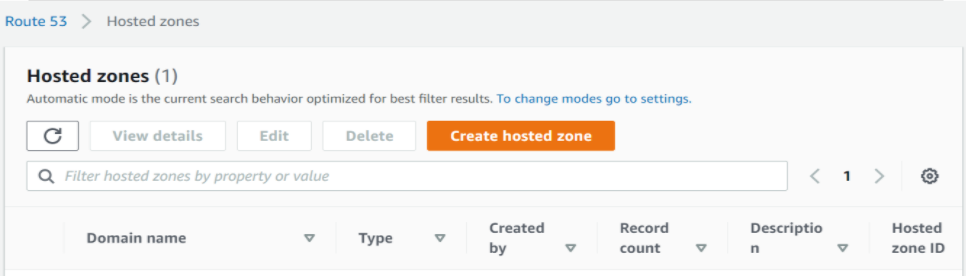 Route 53 > Hosted zones
Hosted zones (1)
Automatic mode is the current search behavior optimized for best filter results. To change modes go to settings.
View details Edit Delete Create hosted zone
Filter hosted zones by property or value < 1 >
Domain name Type Created by Record count Description Hosted zone ID